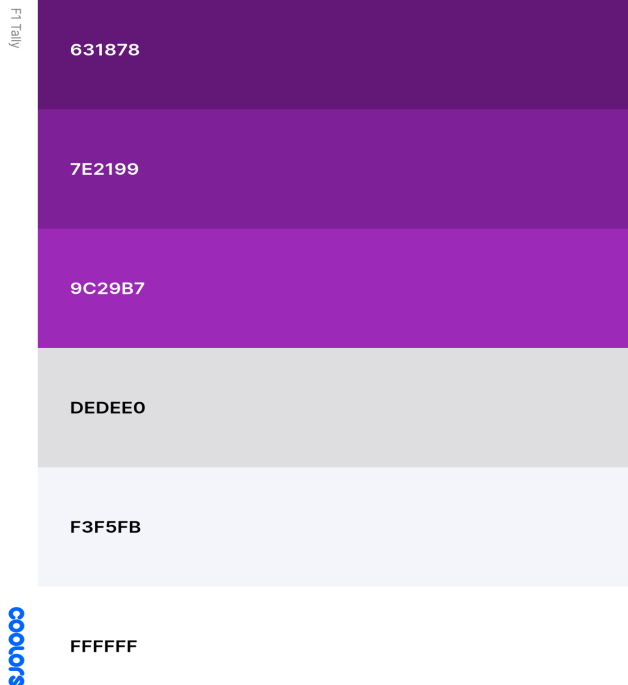 F1 Tally
631878
7E2199
9C29B7
DEDEE0
F3F5FB
FFFFFF
coolors